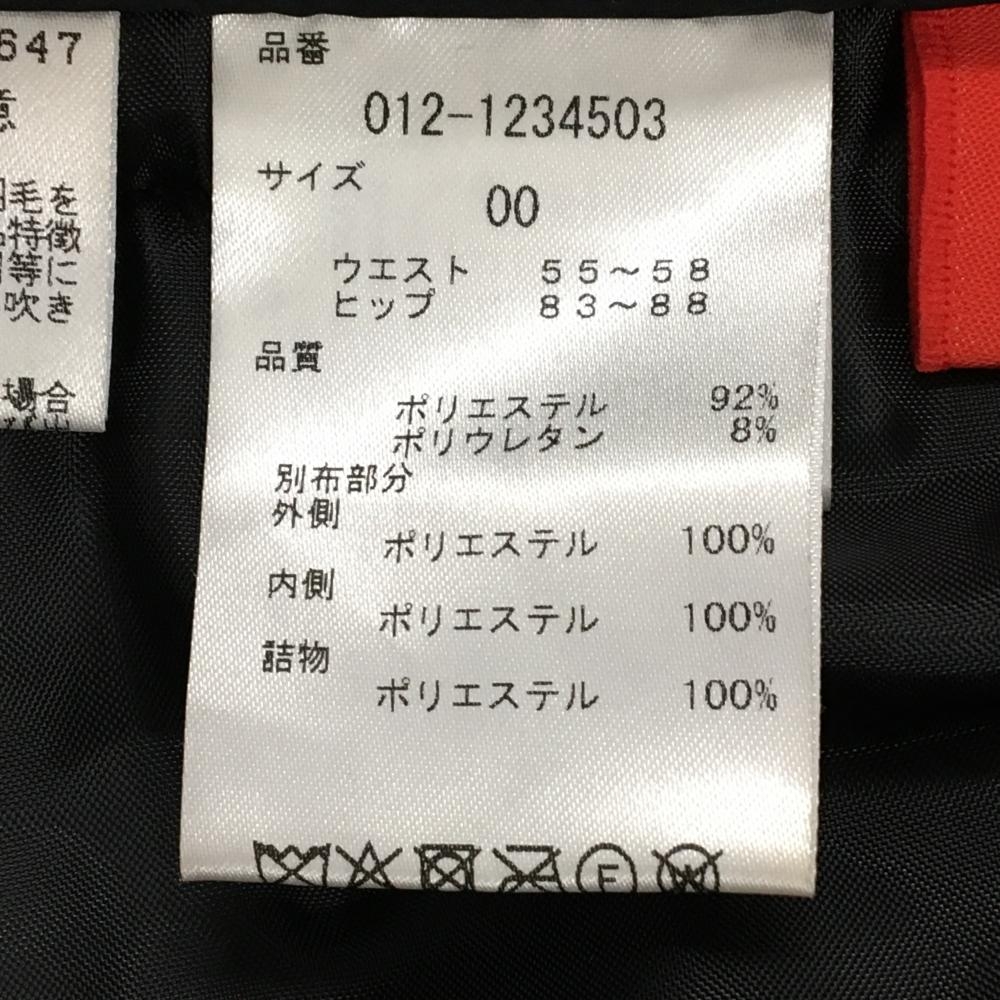 647
意
毛を
特徴
等に
吹き
場合
品番
012-1234503
サイズ
00
ウエスト 55~58
ヒップ 83~88
品質
ポリエステル 92%
ポリウレタン 8%
別布部分
外側
ポリエステル 100%
内側
ポリエステル 100%
詰物
ポリエステル 100%
F W